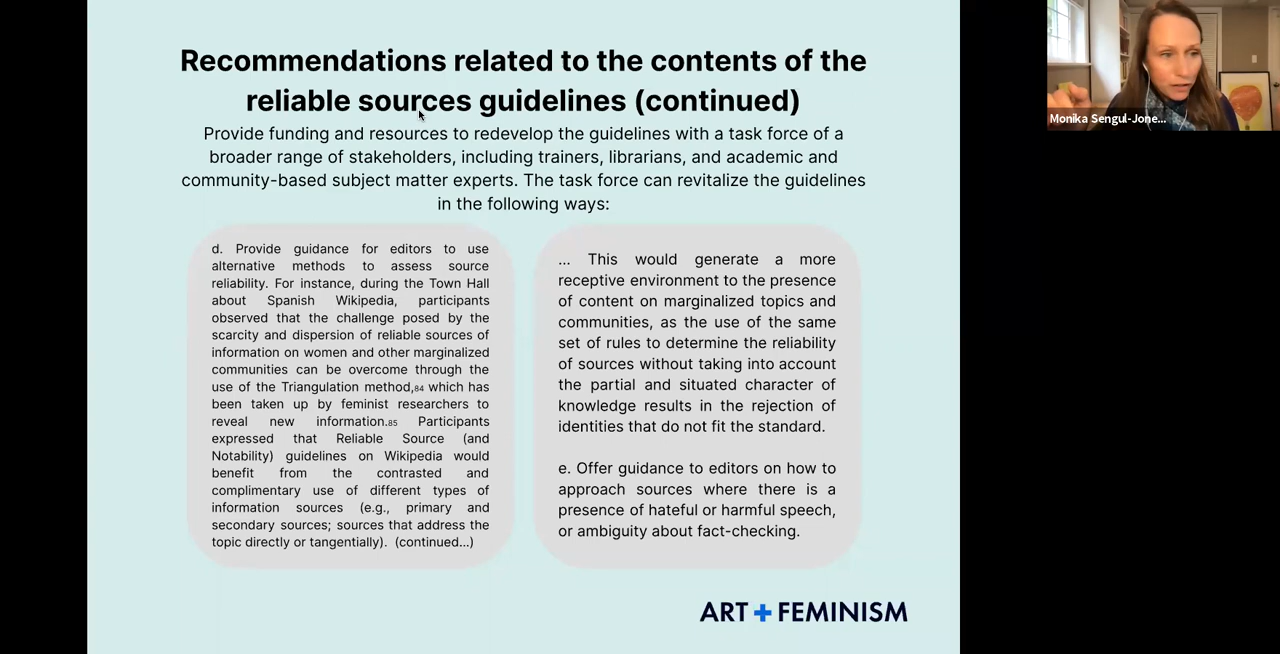 Recommendations related to the contents of the
reliable sources guidelines (continued)
Provide funding and resources to redevelop the guidelines with a task force of a
broader range of stakeholders, including trainers, librarians, and academic and
community-based subject matter experts. The task force can revitalize the guidelines
in the following ways:
d. Provide guidance for editors to use
alternative methods to assess source
reliability. For instance, during the Town Hall
about Spanish Wikipedia, participants
observed that the challenge posed by the
scarcity and dispersion of reliable sources of
information on women and other marginalized
communities can be overcome through the
use of the Triangulation method,84 which has
been taken up by feminist researchers to
reveal new information.85 Participants
expressed that Reliable Source (and
Notability) guidelines on Wikipedia would
benefit from the contrasted and
complimentary use of different types of
information sources (e.g., primary and
secondary sources; sources that address the
topic directly or tangentially). (continued...)
... This would generate a more
receptive environment to the presence
of content on marginalized topics and
communities, as the use of the same
set of rules to determine the reliability
of sources without taking into account
the partial and situated character of
knowledge results in the rejection of
identities that do not fit the standard.
e. Offer guidance to editors on how to
approach sources where there is a
presence of hateful or harmful speech,
or ambiguity about fact-checking.
ART + FEMINISM
Monika Sengul-Jone...